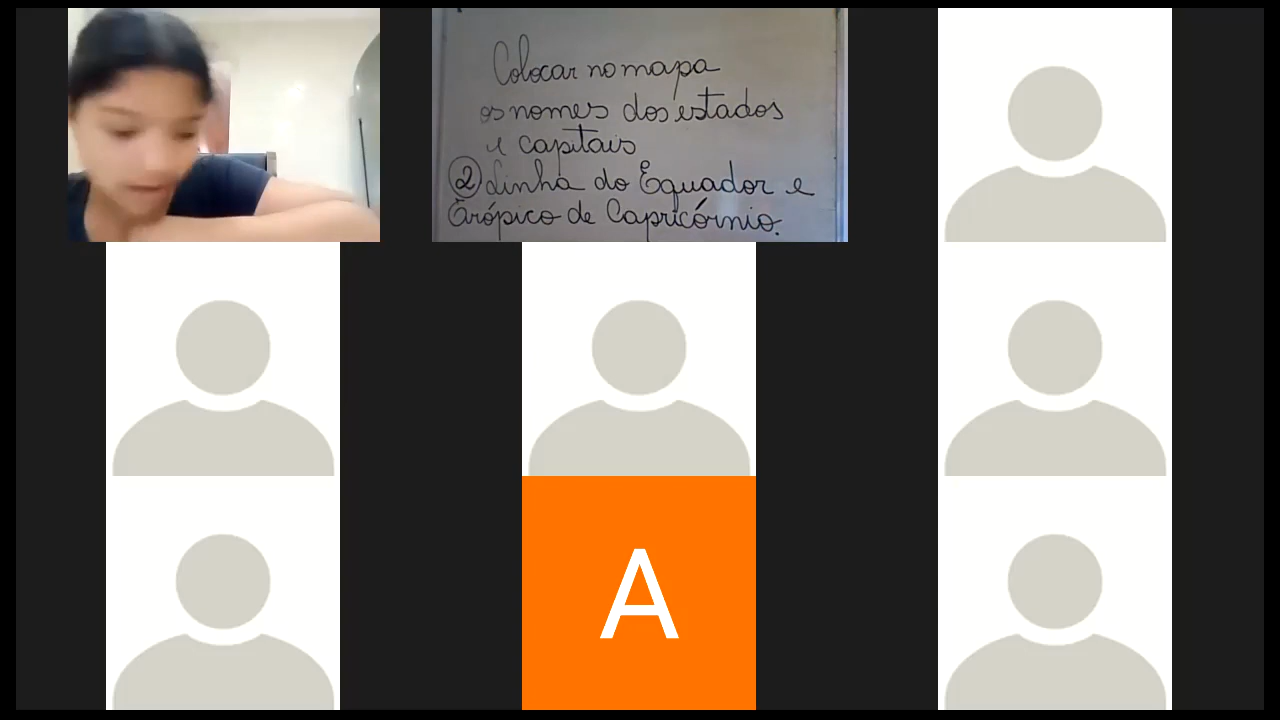 Colocar no mapa
os nomes dos estados
e capitais
② Linha do Equador e
Trópico de Capricórnio.
A